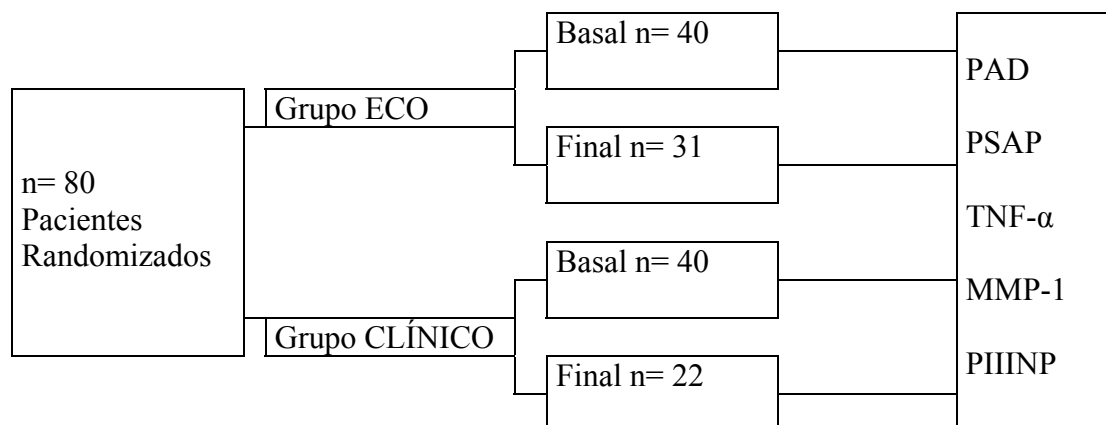 n= 80
Pacientes
Randomizados
Grupo ECO
Basal n= 40
Final n= 31
Grupo CLÍNICO
Basal n= 40
Final n= 22
PAD
PSAP
TNF-α
MMP-1
PIIINP